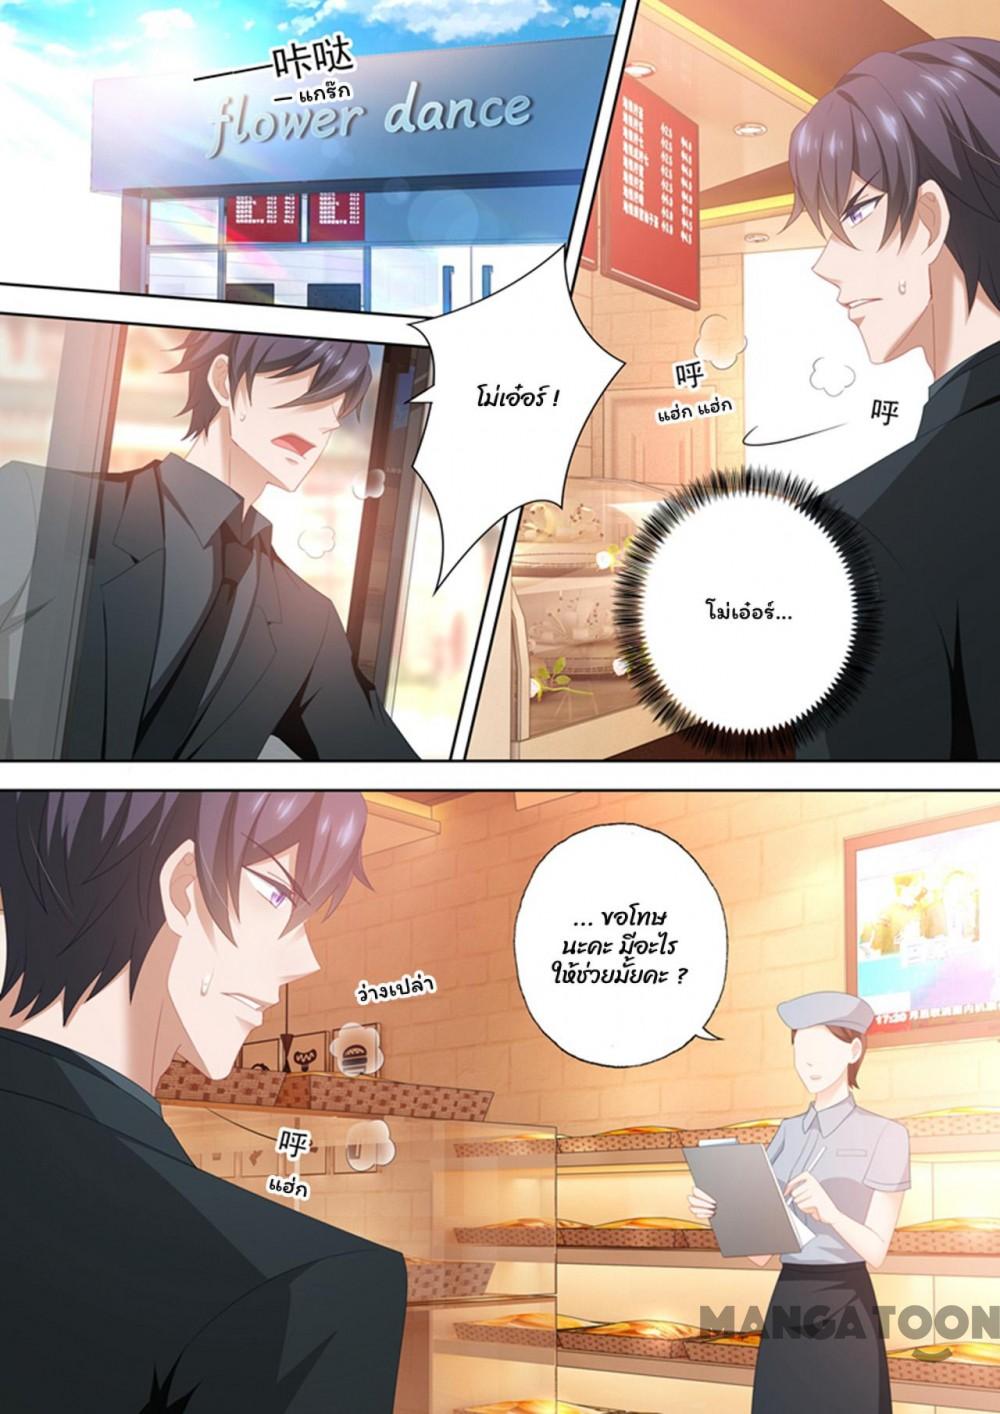 ——咔哒
— แกร๊ก
flower dance
โม่เอ๋อร์ !
呼
แฮ่ก แฮ่ก
呼
โม่เอ๋อร์...
... ขอโทษ
นะคะ มีอะไร
ให้ช่วยมั้ยคะ ?
ว่างเปล่า
呼
แฮ่ก
17:30
MANGATOON